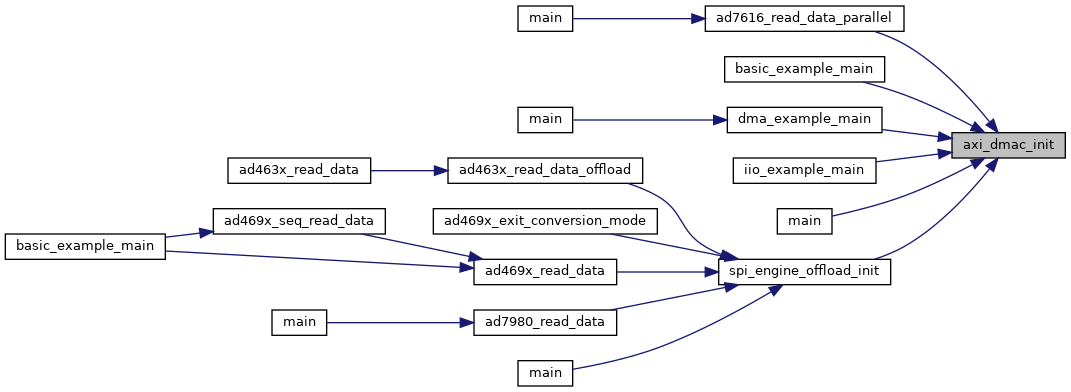 main
ad7616_read_data_parallel
basic_example_main
main
dma_example_main
axi_dmac_init
ad463x_read_data
ad463x_read_data_offload
iio_example_main
ad469x_seq_read_data
ad469x_exit_conversion_mode
main
basic_example_main
ad469x_read_data
spi_engine_offload_init
main
ad7980_read_data
main